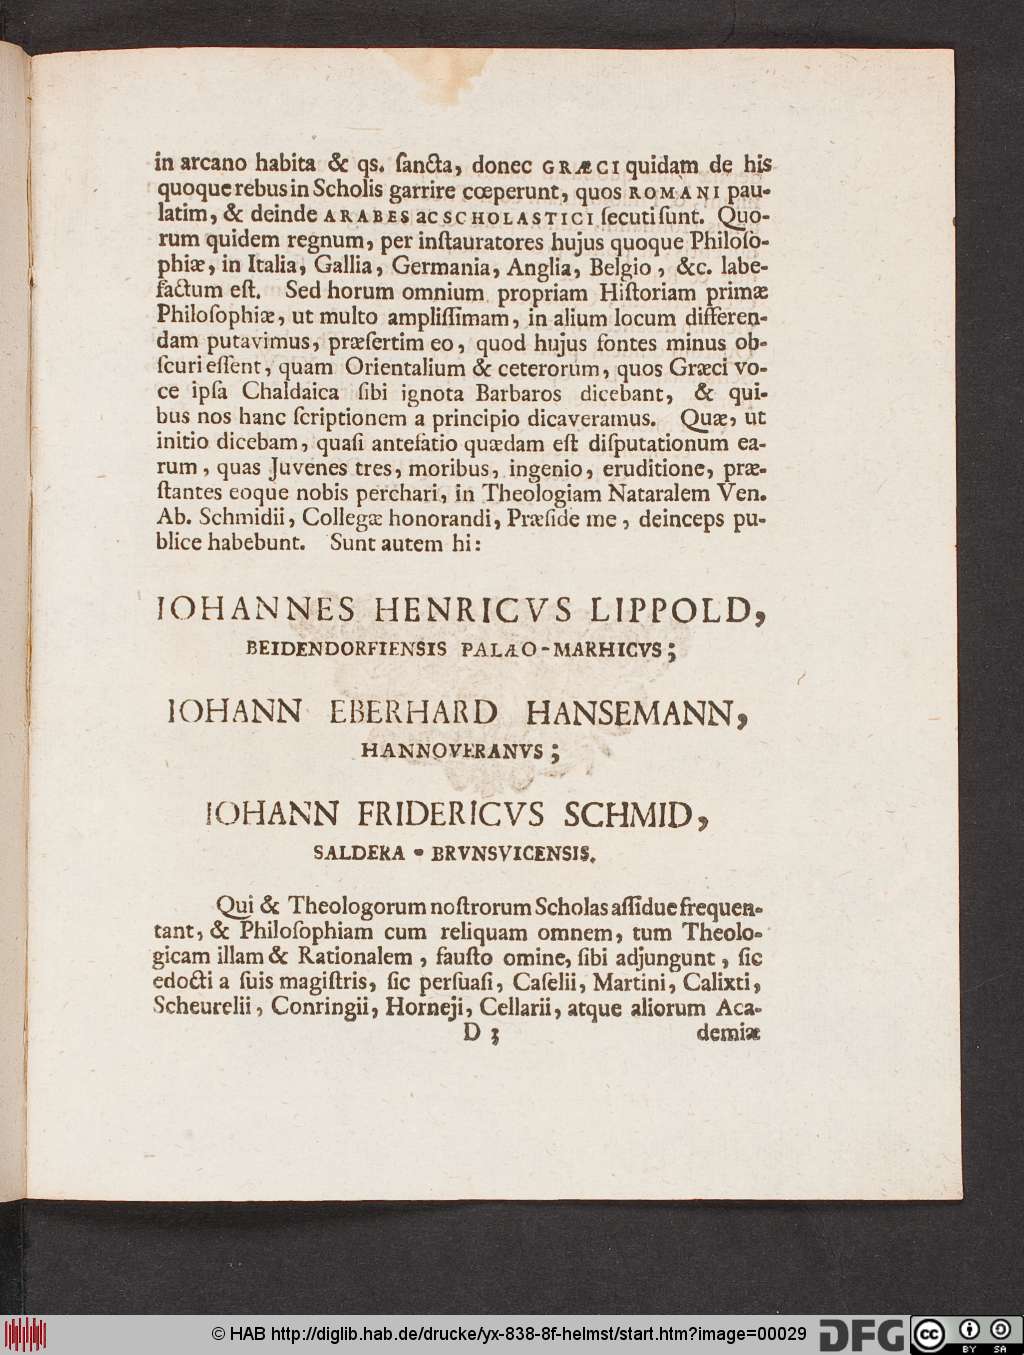 in arcano habita & qs. ſancta, donec GRÆCI quidam de his
quoque rebus in Scholis garrire cœperunt, quos ROMANI pau-
latim, & deinde ARABES ac SCHOLASTICI ſecuti ſunt. Quo-
rum quidem regnum, per inſtauratores hujus quoque Philoſo-
phiæ, in Italia, Gallia, Germania, Anglia, Belgio, &c. labe-
factum eſt. Sed horum omnium propriam Hiſtoriam primæ
Philoſophiæ, ut multo ampliſſimam, in alium locum differen-
dam putavimus, præſertim eo, quod hujus fontes minus ob-
ſcuri eſſent, quam Orientalium & ceterorum, quos Græci vo-
ce ipſa Chaldaica ſibi ignota Barbaros dicebant, & qui-
bus nos hanc ſcriptionem a principio dicaveramus. Quæ, ut
initio dicebam, quaſi antefatio quædam eſt diſputationum ea-
rum, quas Juvenes tres, moribus, ingenio, eruditione, præ-
ſtantes eoque nobis perchari, in Theologiam Nataralem Ven.
Ab. Schmidii, Collegæ honorandi, Præſide me, deinceps pu-
blice habebunt. Sunt autem hi:
IOHANNES HENRICVS LIPPOLD,
BEIDENDORFIENSIS PALÆO-MARHICVS;
IOHANN EBERHARD HANSEMANN,
HANNOVERANVS;
IOHANN FRIDERICVS SCHMID,
SALDERA-BRVNSVICENSIS.
Qui & Theologorum noſtrorum Scholas aſſidue frequen-
tant, & Philoſophiam cum reliquam omnem, tum Theolo-
gicam illam & Rationalem, fauſto omine, ſibi adjungunt, ſic
edocti a ſuis magiſtris, ſic perſuaſi, Caſelii, Martini, Calixti,
Scheurelii, Conringii, Horneji, Cellarii, atque aliorum Aca-
D 3 demiæ
© HAB http://diglib.hab.de/drucke/yx-838-8f-helmst/start.htm?image=00029
DFG
cc BY SA